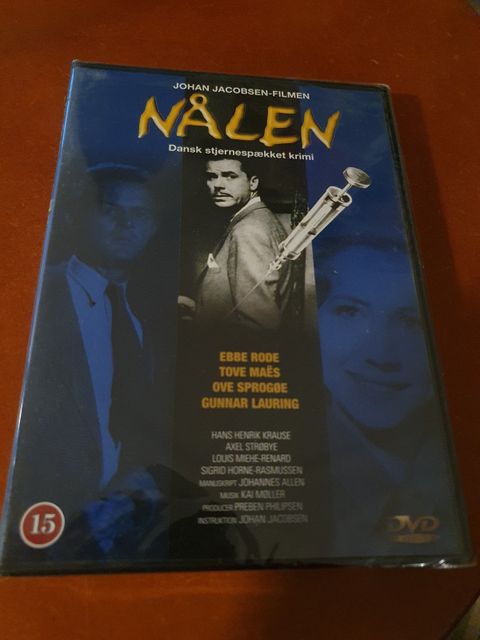 JOHAN JACOBSEN-FILMEN
NÅLEN
Dansk stjernespækket krimi
EBBE RODE
TOVE MAËS
OVE SPROGØE
GUNNAR LAURING
HANS HENRIK KRAUSE
AXEL STRØBYE
LOUIS MIEHE-RENARD
SIGRID HORNE-RASMUSSEN
MANUSKRIPT JOHANNES ALLEN
MUSIK KAI MØLLER
PRODUCER PREBEN PHILIPSEN
INSTRUKTION JOHAN JACOBSEN
15
DVD